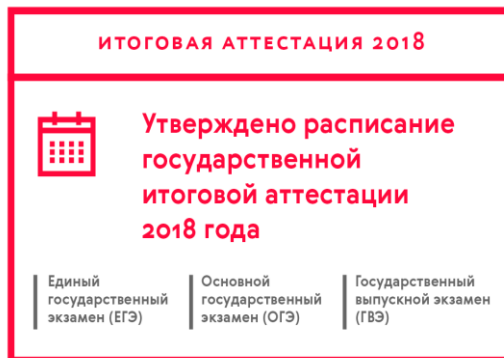 ИТОГОВАЯ АТТЕСТАЦИЯ 2018
Утверждено расписание
государственной
итоговой аттестации
2018 года
Единый
государственный
экзамен (ЕГЭ)
Основной
государственный
экзамен (ОГЭ)
Государственный
выпускной экзамен
(ГВЭ)